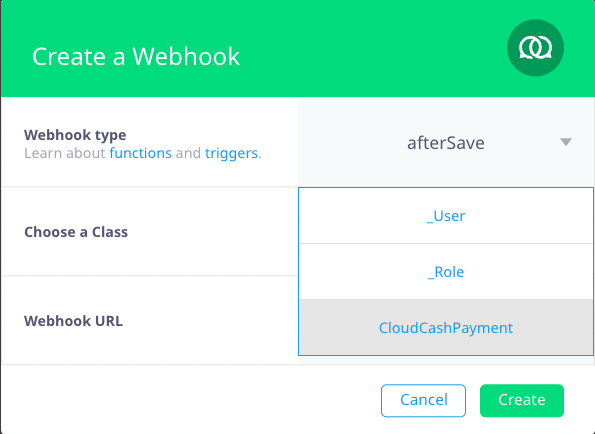 Create a Webhook
Webhook type
Learn about functions and triggers.
afterSave
Choose a Class
_User
_Role
Webhook URL
CloudCashPayment
Cancel
Create